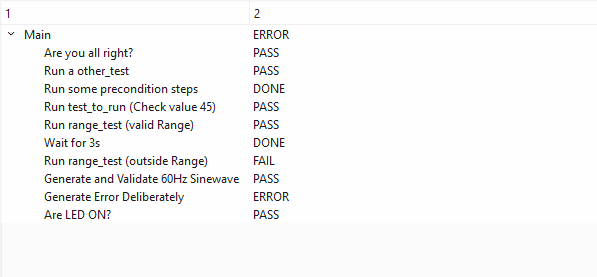 1 2
Main ERROR
Are you all right? PASS
Run a other_test PASS
Run some precondition steps DONE
Run test_to_run (Check value 45) PASS
Run range_test (valid Range) PASS
Wait for 3s DONE
Run range_test (outside Range) FAIL
Generate and Validate 60Hz Sinewave PASS
Generate Error Deliberately ERROR
Are LED ON? PASS